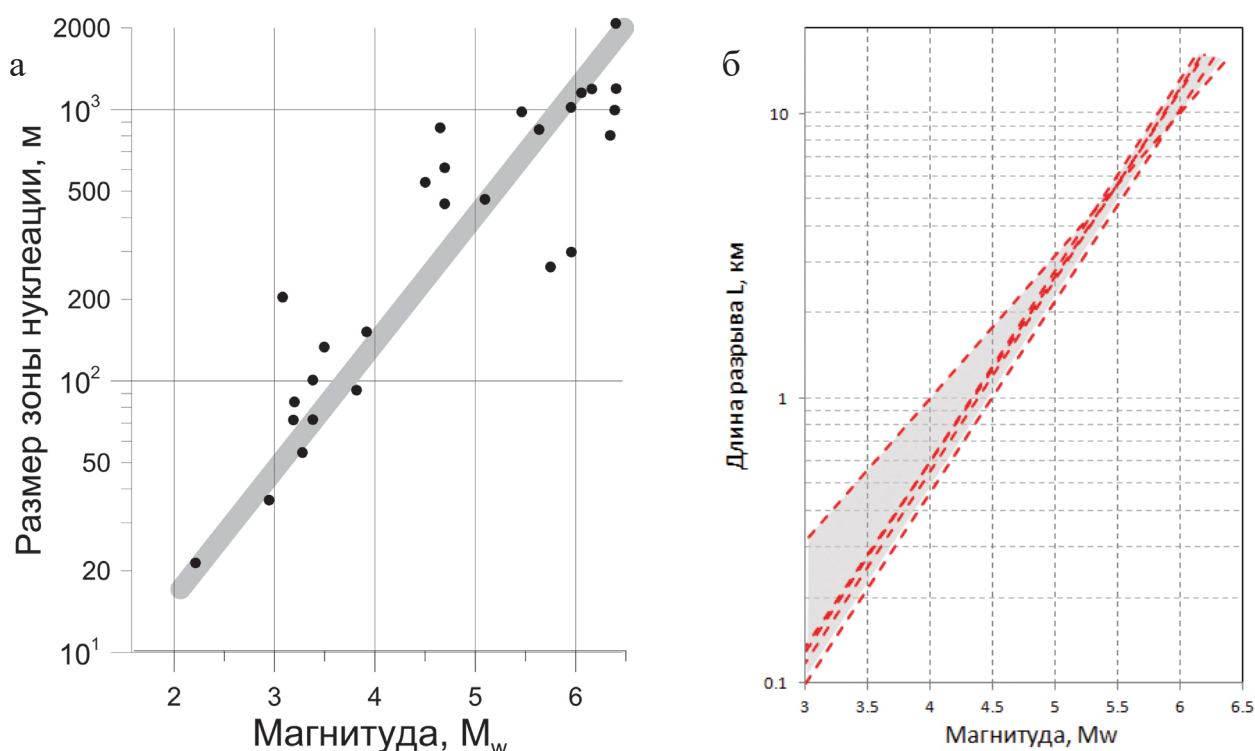 а
Размер зоны нуклеации, м
2000
10³
500
200
10²
50
20
10¹
2 3 4 5 6
Магнитуда, Mw
б
Длина разрыва L, км
10
1
0.1
3 3.5 4 4.5 5 5.5 6 6.5
Магнитуда, Mw